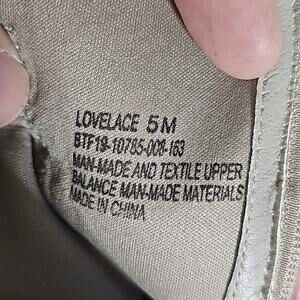 LOVELACE 5M
BTF19-10785-008-163
MAN-MADE AND TEXTILE UPPER
BALANCE MAN-MADE MATERIALS
MADE IN CHINA